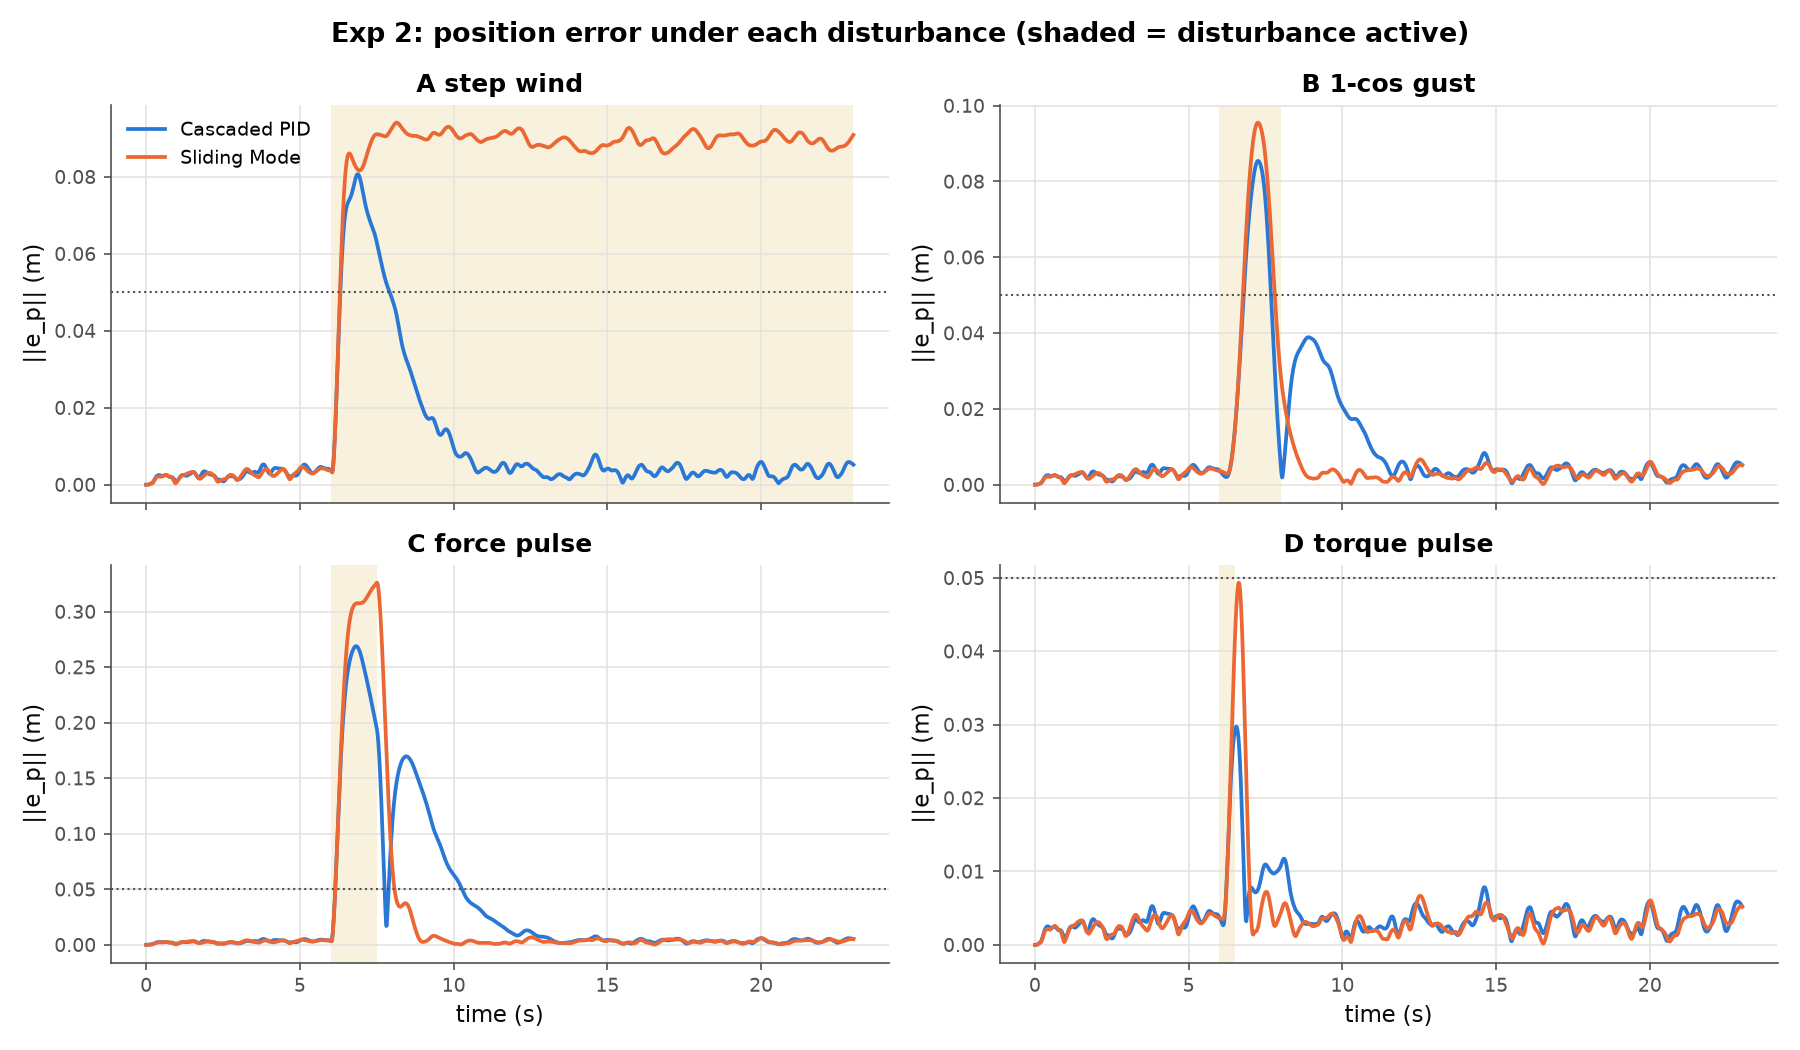 Exp 2: position error under each disturbance (shaded = disturbance active)
A step wind
Cascaded PID
Sliding Mode
||e_p|| (m)
0.08
0.06
0.04
0.02
0.00
B 1-cos gust
||e_p|| (m)
0.10
0.08
0.06
0.04
0.02
0.00
C force pulse
||e_p|| (m)
0.30
0.25
0.20
0.15
0.10
0.05
0.00
0 5 10 15 20
time (s)
D torque pulse
||e_p|| (m)
0.05
0.04
0.03
0.02
0.01
0.00
0 5 10 15 20
time (s)